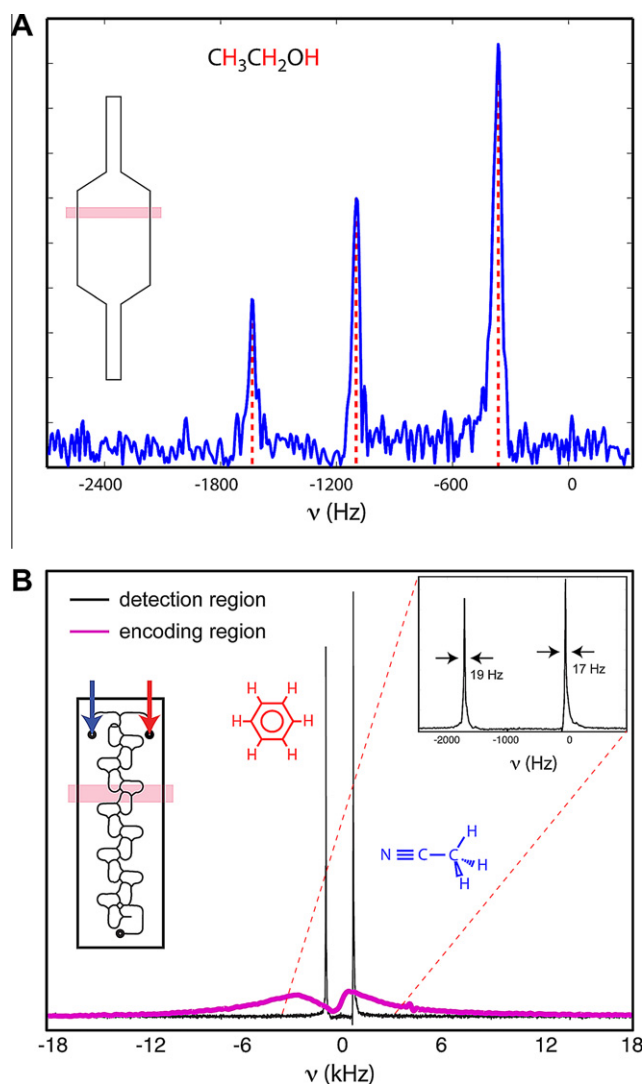 A
CH₃CH₂OH
-2400 -1800 -1200 -600 0
ν (Hz)
B
detection region
encoding region
H
H H
H H
H
19 Hz
17 Hz
-2000 -1000 0
ν (Hz)
H
N≡C-C H
H
-18 -12 -6 0 6 12 18
ν (kHz)